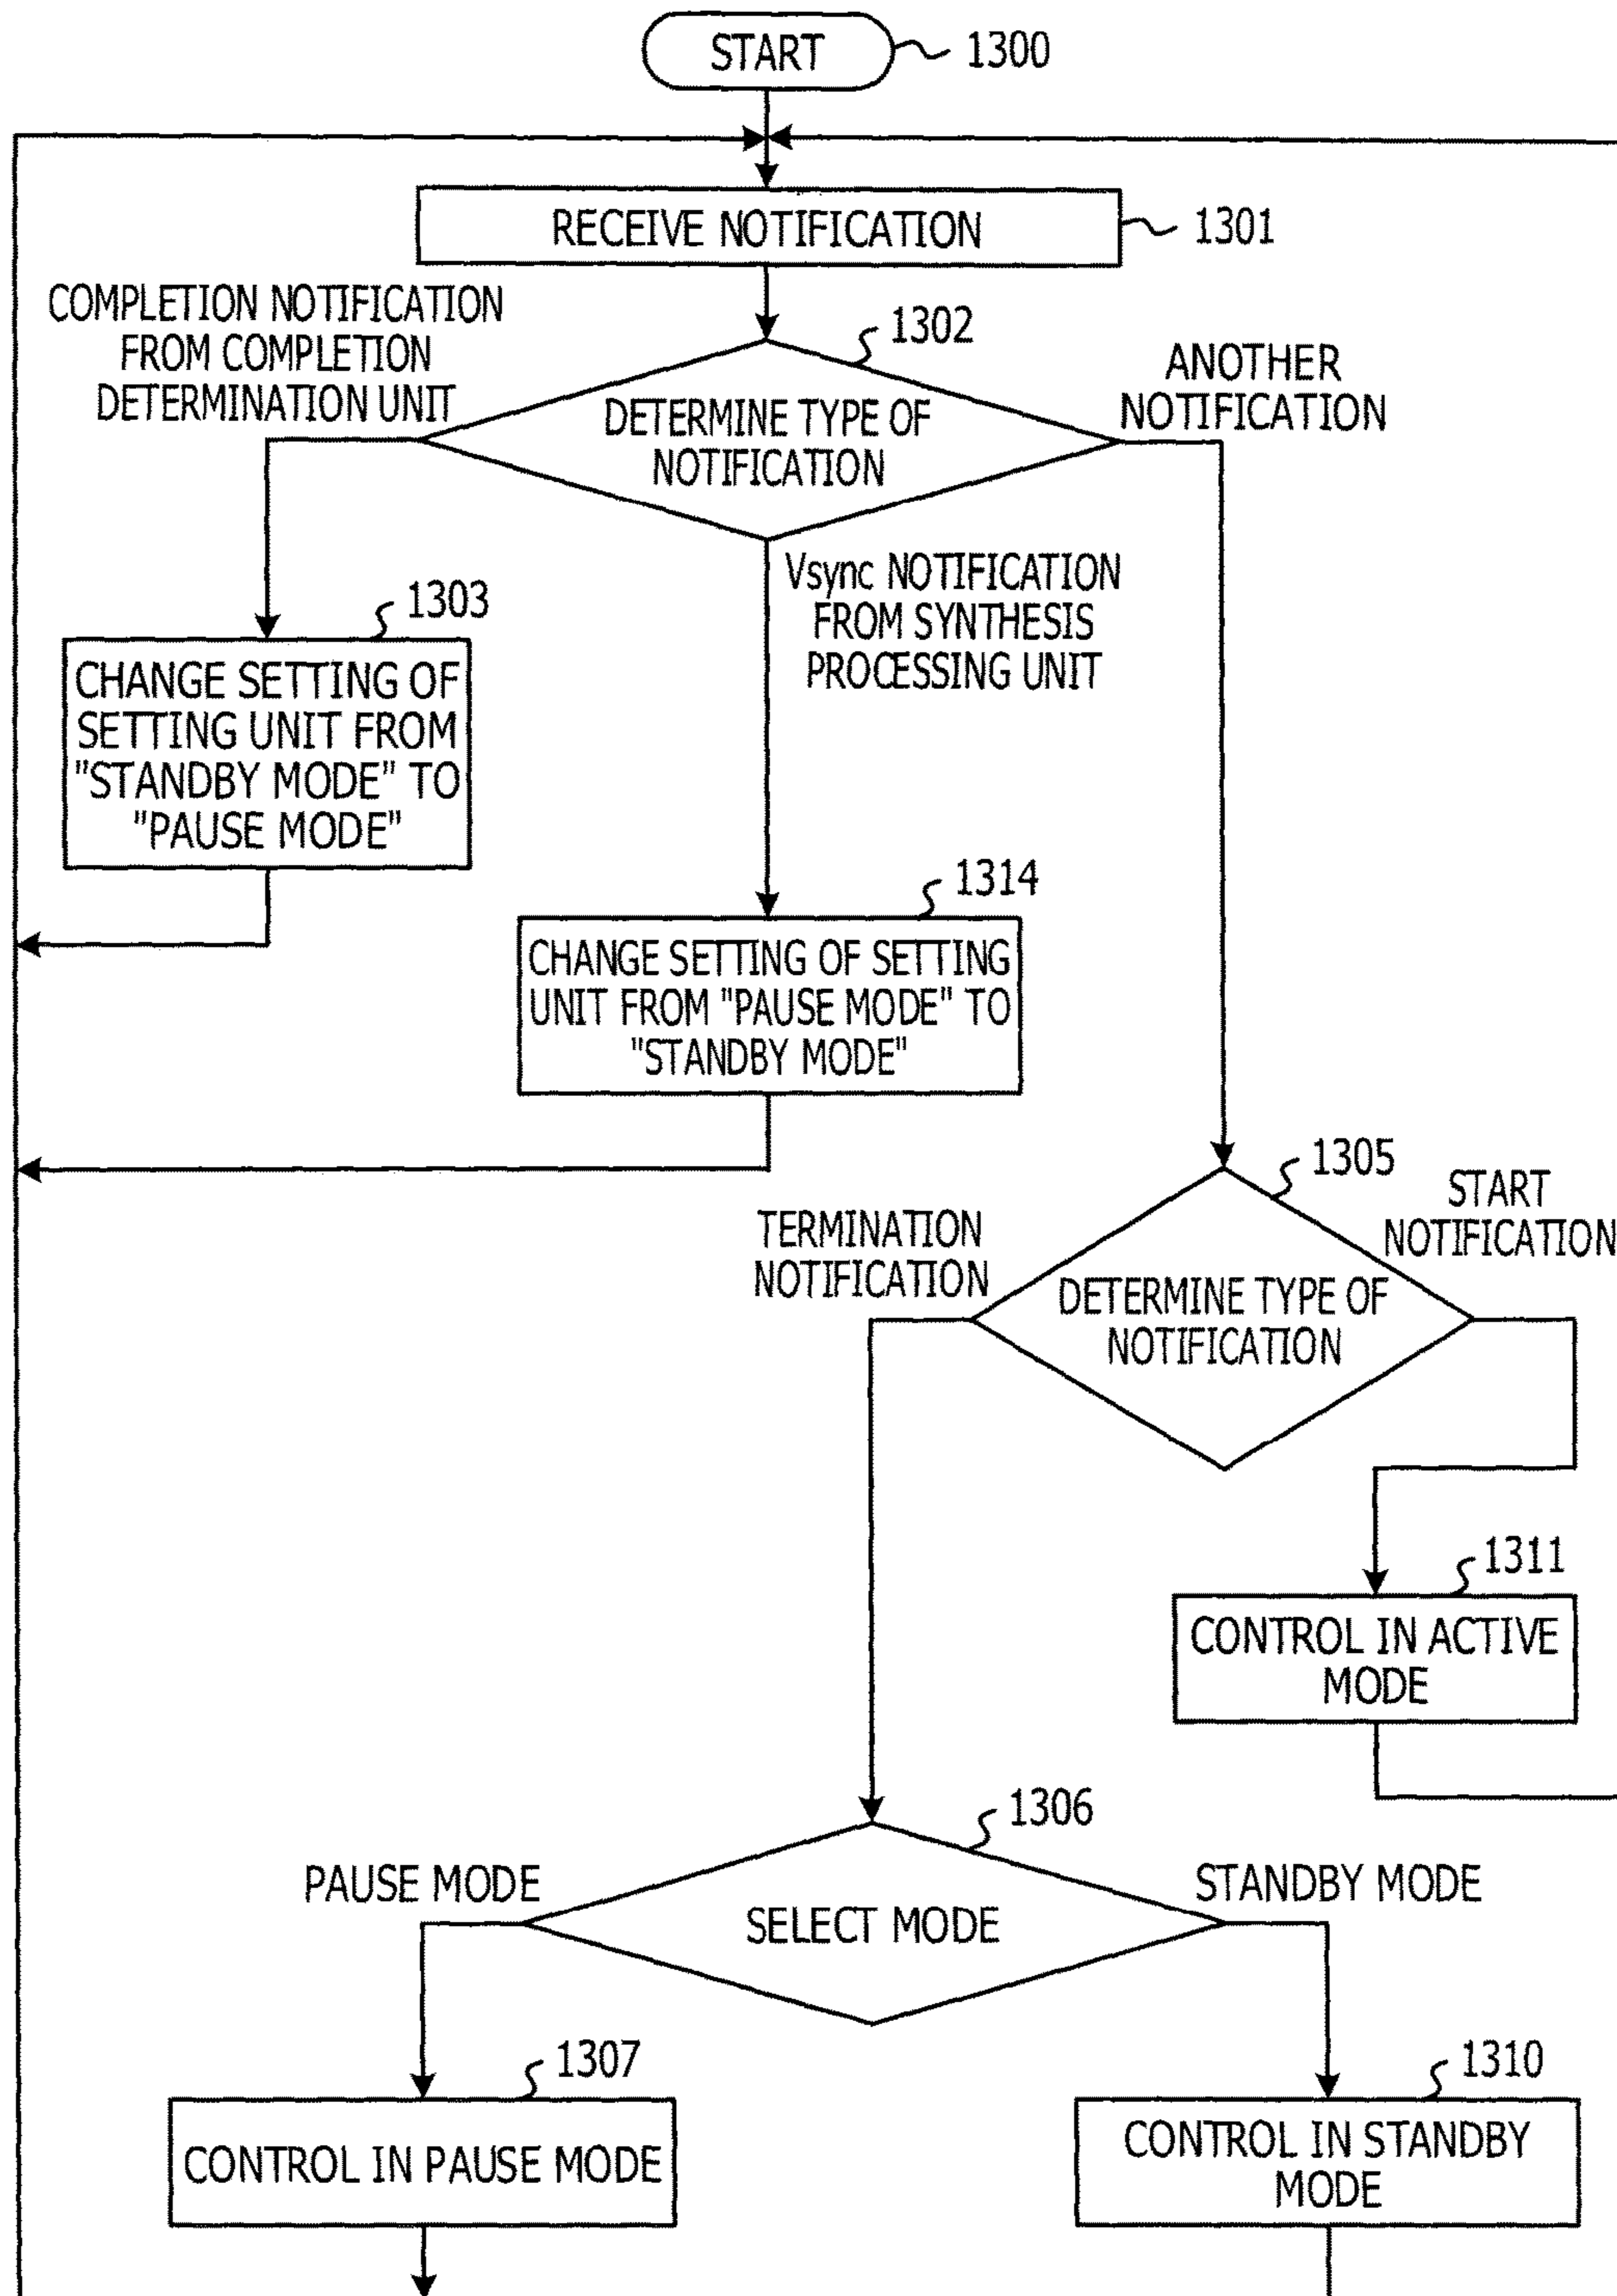 START
1300
RECEIVE NOTIFICATION
1301
COMPLETION NOTIFICATION
FROM COMPLETION
DETERMINATION UNIT
1302
ANOTHER
NOTIFICATION
DETERMINE TYPE OF
NOTIFICATION
Vsync NOTIFICATION
FROM SYNTHESIS
PROCESSING UNIT
1303
CHANGE SETTING OF
SETTING UNIT FROM
"STANDBY MODE" TO
"PAUSE MODE"
1314
CHANGE SETTING OF SETTING
UNIT FROM "PAUSE MODE" TO
"STANDBY MODE"
1305
START
NOTIFICATION
TERMINATION
NOTIFICATION
DETERMINE TYPE OF
NOTIFICATION
1311
CONTROL IN ACTIVE
MODE
1306
PAUSE MODE
STANDBY MODE
SELECT MODE
1307
CONTROL IN PAUSE MODE
1310
CONTROL IN STANDBY
MODE